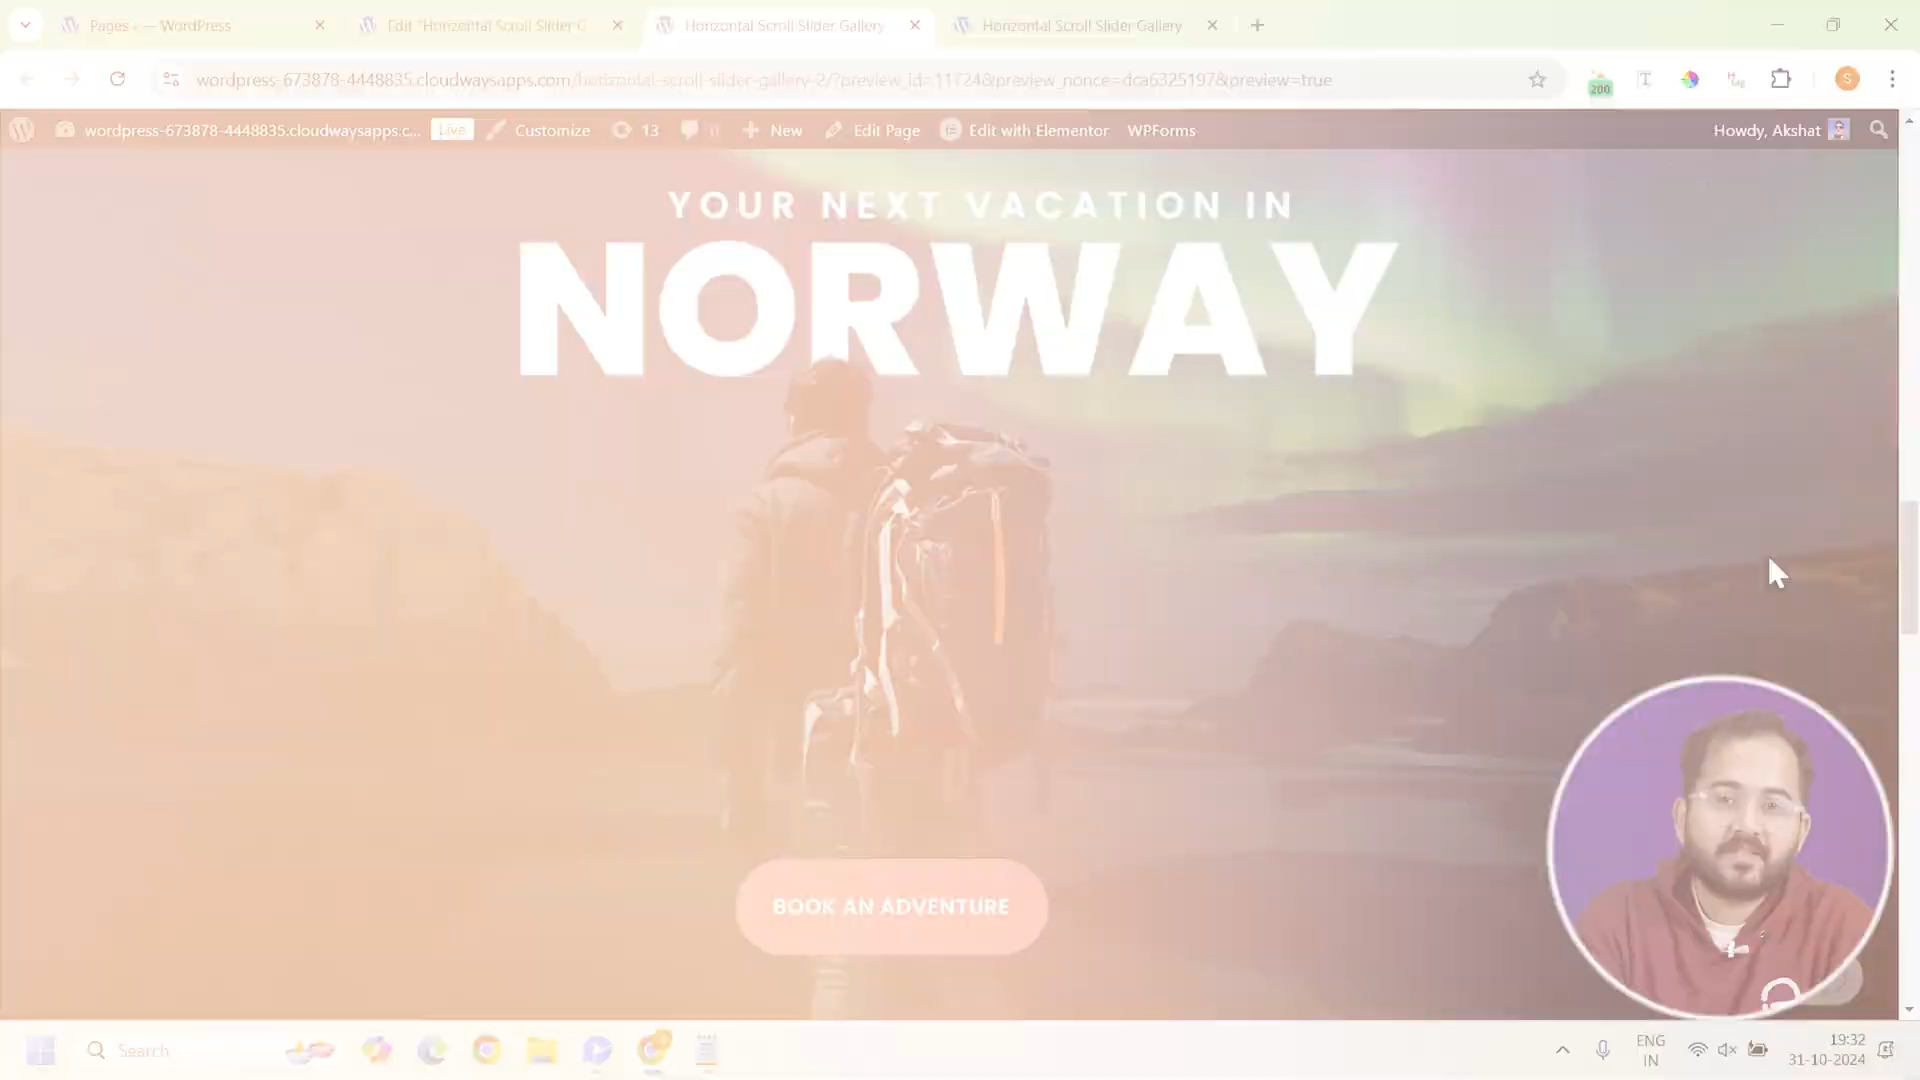 Pages ‹ — WordPress
Edit "Horizontal Scroll Slider G
Horizontal Scroll Slider Gallery
Horizontal Scroll Slider Gallery
wordpress-673878-4448835.cloudwaysapps.com/horizontal-scroll-slider-gallery-2/?preview_id=11724&preview_nonce=dca6325197&preview=true
200
S
wordpress-673878-4448835.cloudwaysapps.c...
Live
Customize
13
New
Edit Page
Edit with Elementor
WPForms
Howdy, Akshat
YOUR NEXT VACATION IN
NORWAY
BOOK AN ADVENTURE
Search
ENG
IN
19:32
31-10-2024